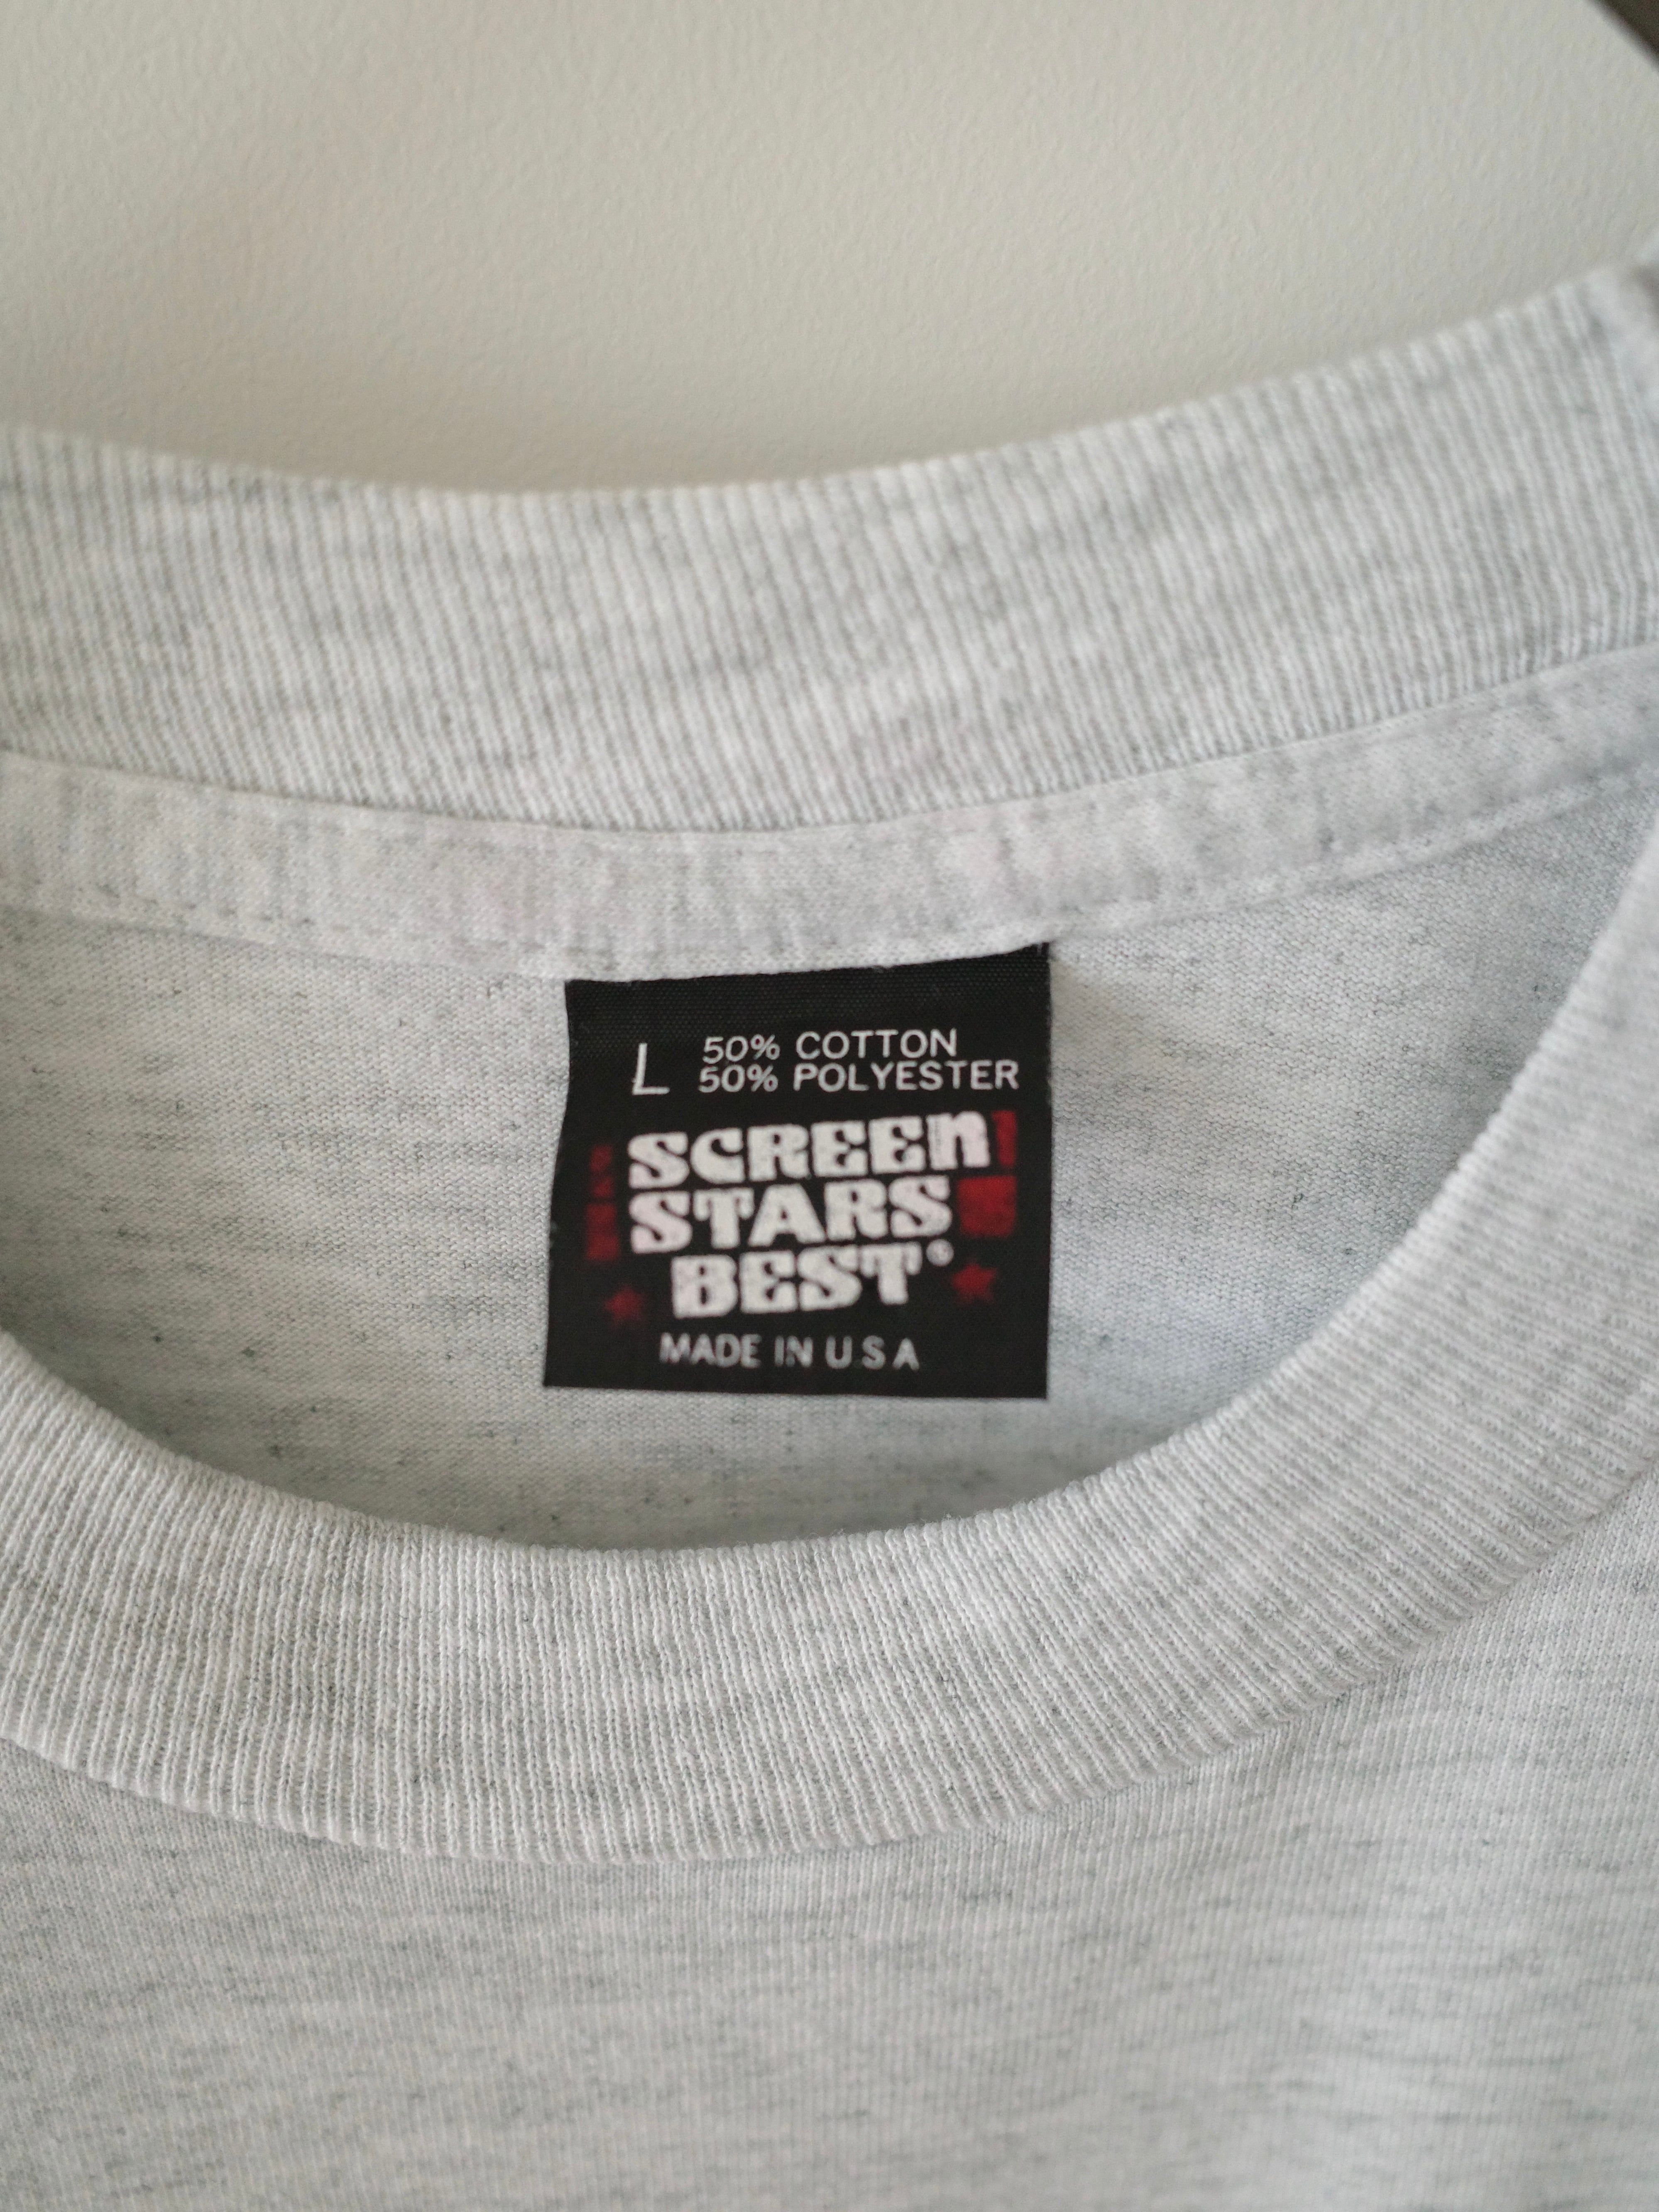 L 50% COTTON
50% POLYESTER
SCREEN
STARS
BEST®
MADE IN U.S.A